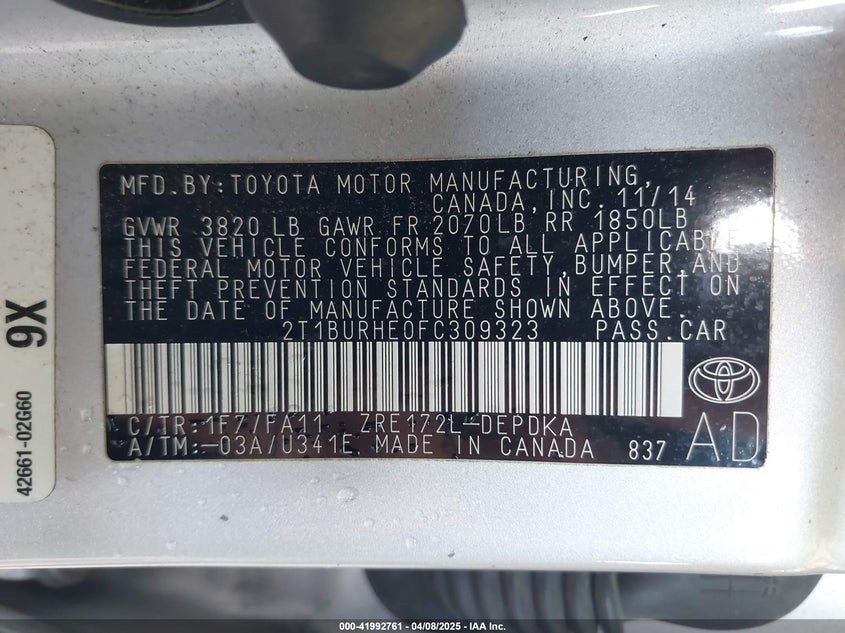 MFD.BY:TOYOTA MOTOR MANUFACTURING,
CANADA,INC. 11/14
GVWR 3820 LB GAWR FR 2070LB RR 1850LB
THIS VEHICLE CONFORMS TO ALL APPLICABLE
FEDERAL MOTOR VEHICLE SAFETY,BUMPER,AND
THEFT PREVENTION STANDARDS IN EFFECT ON
THE DATE OF MANUFACTURE SHOWN ABOVE.
2T1BURHE0FC309323 PASS.CAR
C/TR:1F7/FA11 ZRE172L-DEPDKA
A/TM:-03A/U341E MADE IN CANADA 837
AD
42661-02G60
9X
000-41992761 - 04/08/2025 - IAA Inc.